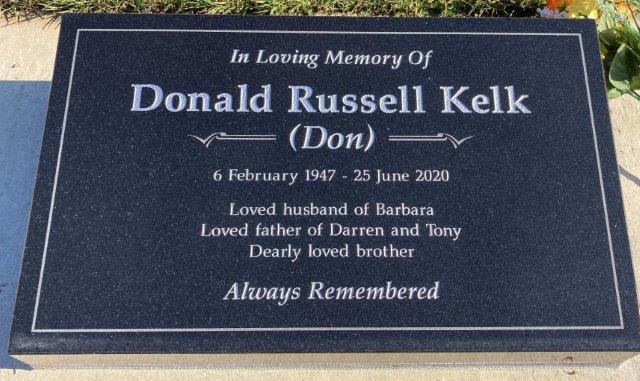 In Loving Memory Of
Donald Russell Kelk
(Don)
6 February 1947 - 25 June 2020
Loved husband of Barbara
Loved father of Darren and Tony
Dearly loved brother
Always Remembered